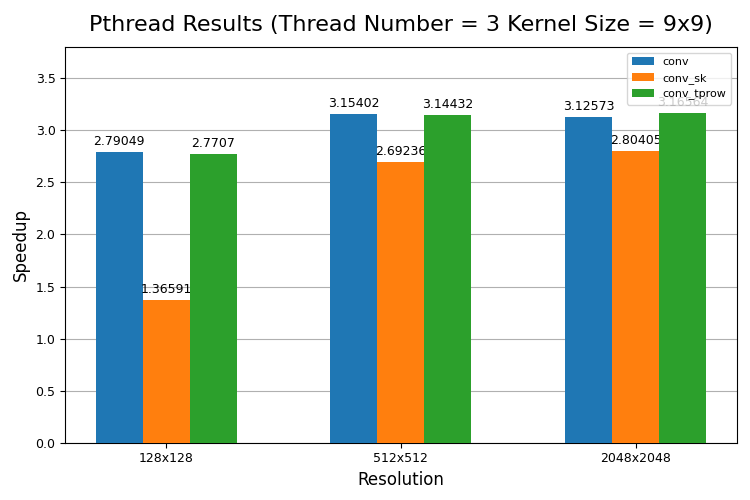 Pthread Results (Thread Number = 3 Kernel Size = 9x9)
conv
conv_sk
conv_tprow
3.5
3.0
2.5
2.0
1.5
1.0
0.5
0.0
Speedup
2.79049
1.36591
2.7707
3.15402
2.69236
3.14432
3.12573
2.80405
3.16564
128x128
512x512
2048x2048
Resolution